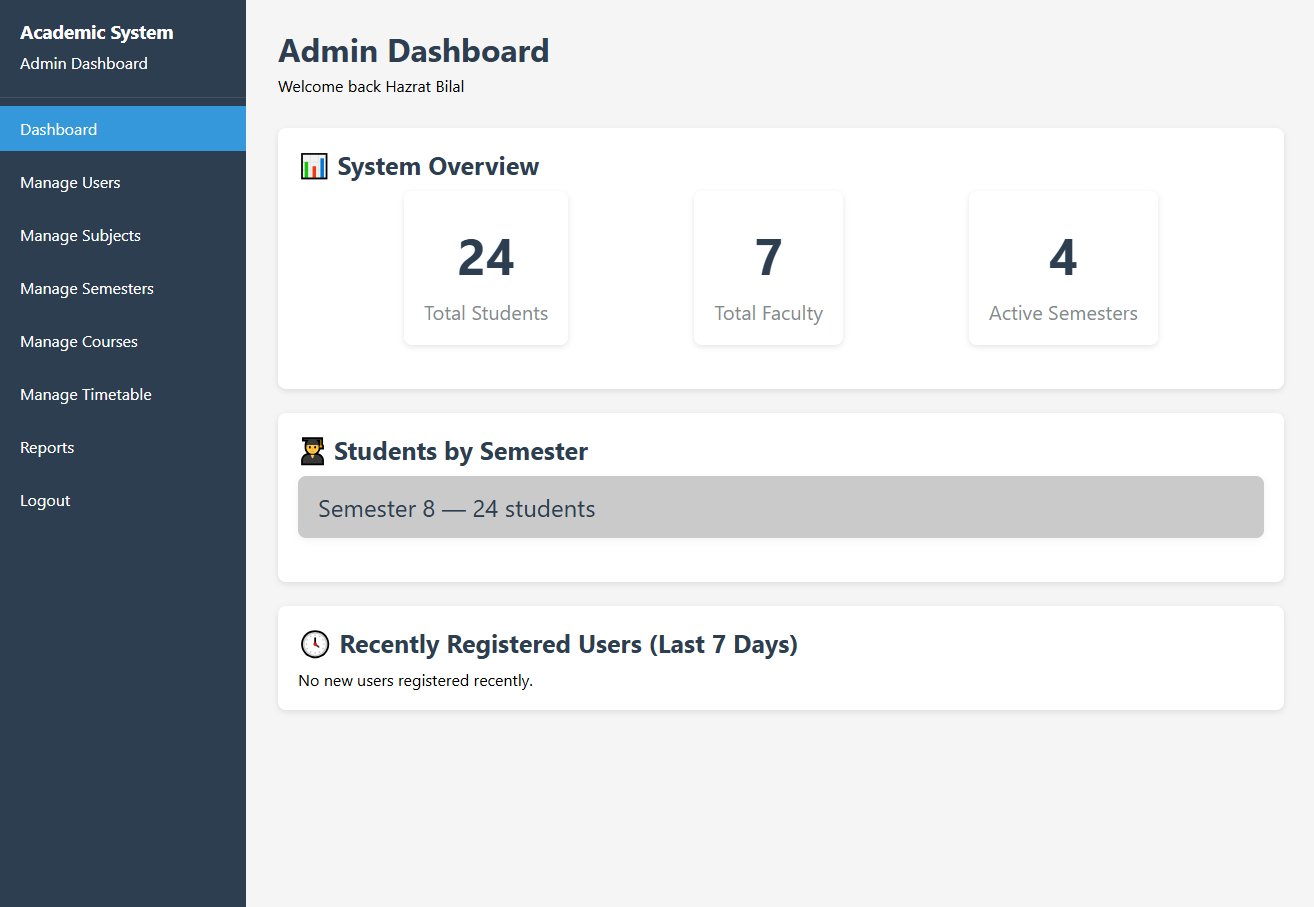 Academic System
Admin Dashboard
Dashboard
Manage Users
Manage Subjects
Manage Semesters
Manage Courses
Manage Timetable
Reports
Logout
Admin Dashboard
Welcome back Hazrat Bilal
📊 System Overview
24
Total Students
7
Total Faculty
4
Active Semesters
👨‍🎓 Students by Semester
Semester 8 — 24 students
🕒 Recently Registered Users (Last 7 Days)
No new users registered recently.